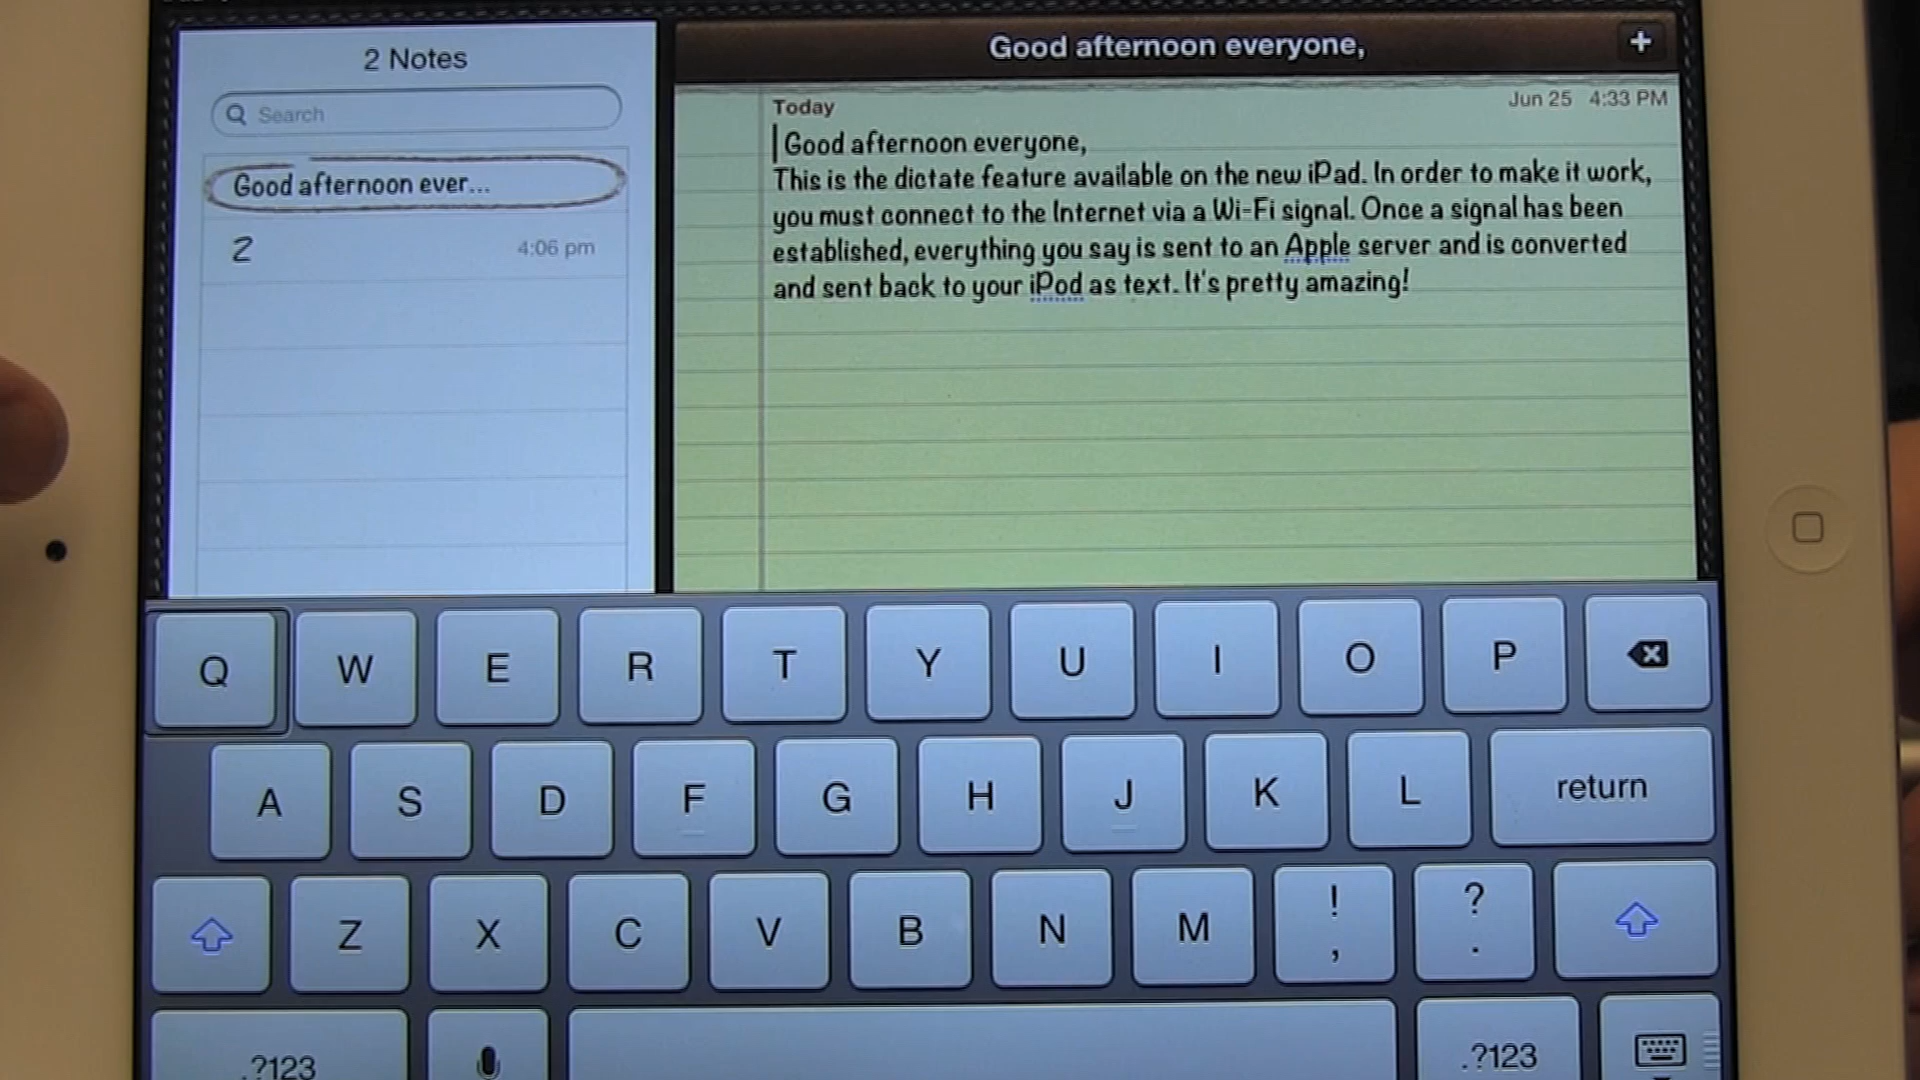 2 Notes
Search
Good afternoon ever...
2 4:06 pm
Good afternoon everyone,
+
Today Jun 25 4:33 PM
Good afternoon everyone,
This is the dictate feature available on the new iPad. In order to make it work,
you must connect to the Internet via a Wi-Fi signal. Once a signal has been
established, everything you say is sent to an Apple server and is converted
and sent back to your iPod as text. It's pretty amazing!
Q W E R T Y U I O P
A S D F G H J K L return
Z X C V B N M ! , ? .
.?123 .?123